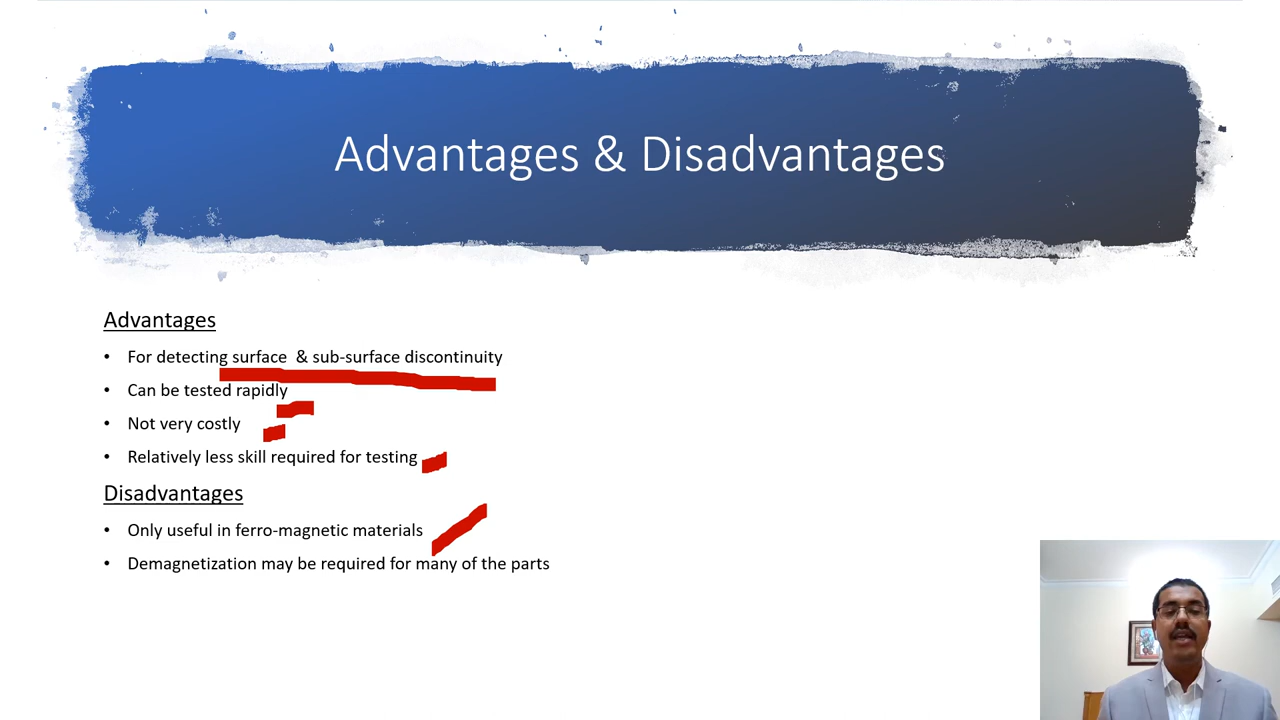 Advantages & Disadvantages
Advantages
• For detecting surface & sub-surface discontinuity
• Can be tested rapidly
• Not very costly
• Relatively less skill required for testing
Disadvantages
• Only useful in ferro-magnetic materials
• Demagnetization may be required for many of the parts